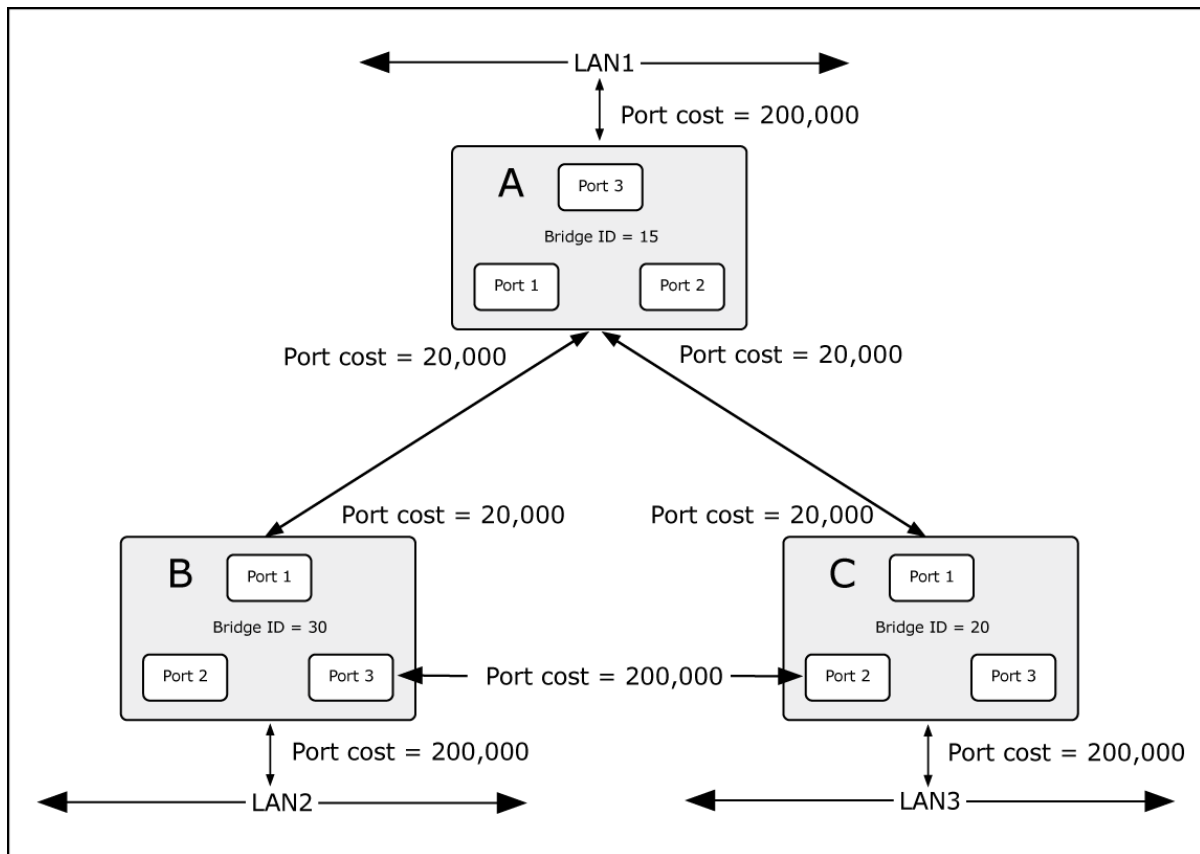 LAN1
Port cost = 200,000
A
Port 3
Bridge ID = 15
Port 1
Port 2
Port cost = 20,000
Port cost = 20,000
Port cost = 20,000
Port cost = 20,000
B
Port 1
Bridge ID = 30
Port 2
Port 3
Port cost = 200,000
C
Port 1
Bridge ID = 20
Port 2
Port 3
Port cost = 200,000
LAN2
Port cost = 200,000
LAN3